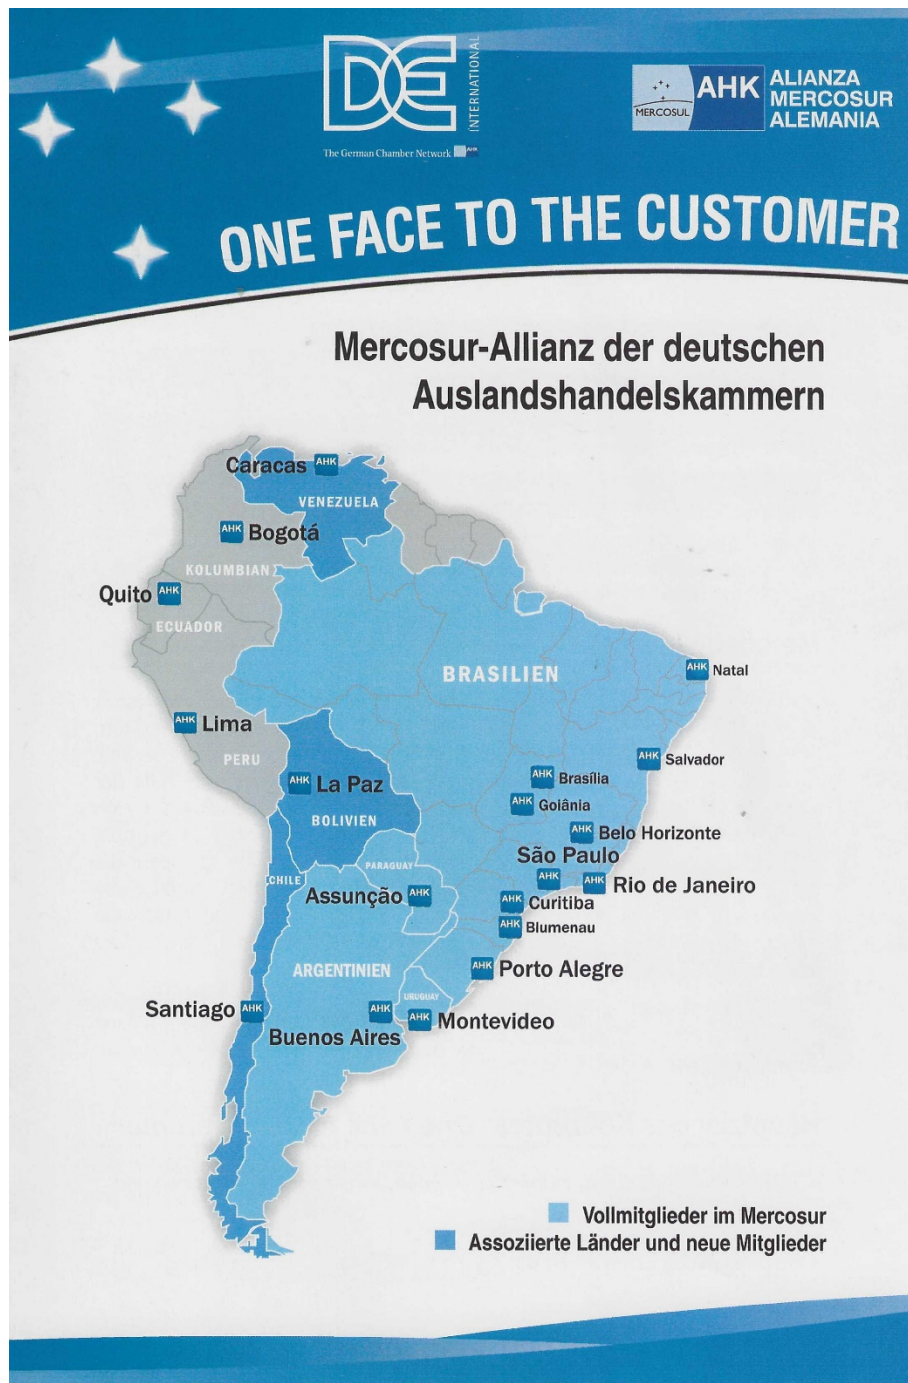 DE
INTERNATIONAL
The German Chamber Network AHK
MERCOSUL
AHK
ALIANZA
MERCOSUR
ALEMANIA
ONE FACE TO THE CUSTOMER
Mercosur-Allianz der deutschen
Auslandshandelskammern
Caracas AHK
VENEZUELA
AHK Bogotá
KOLUMBIAN
Quito AHK
ECUADOR
BRASILIEN
AHK Natal
AHK Lima
PERU
AHK Salvador
AHK La Paz
AHK Brasília
AHK Goiânia
BOLIVIEN
AHK Belo Horizonte
São Paulo
AHK
PARAGUAY
CHILE
AHK Rio de Janeiro
Assunção AHK
AHK Curitiba
AHK Blumenau
ARGENTINIEN
AHK Porto Alegre
URUGUAY
Santiago AHK
AHK
Buenos Aires
AHK Montevideo
Vollmitglieder im Mercosur
Assoziierte Länder und neue Mitglieder